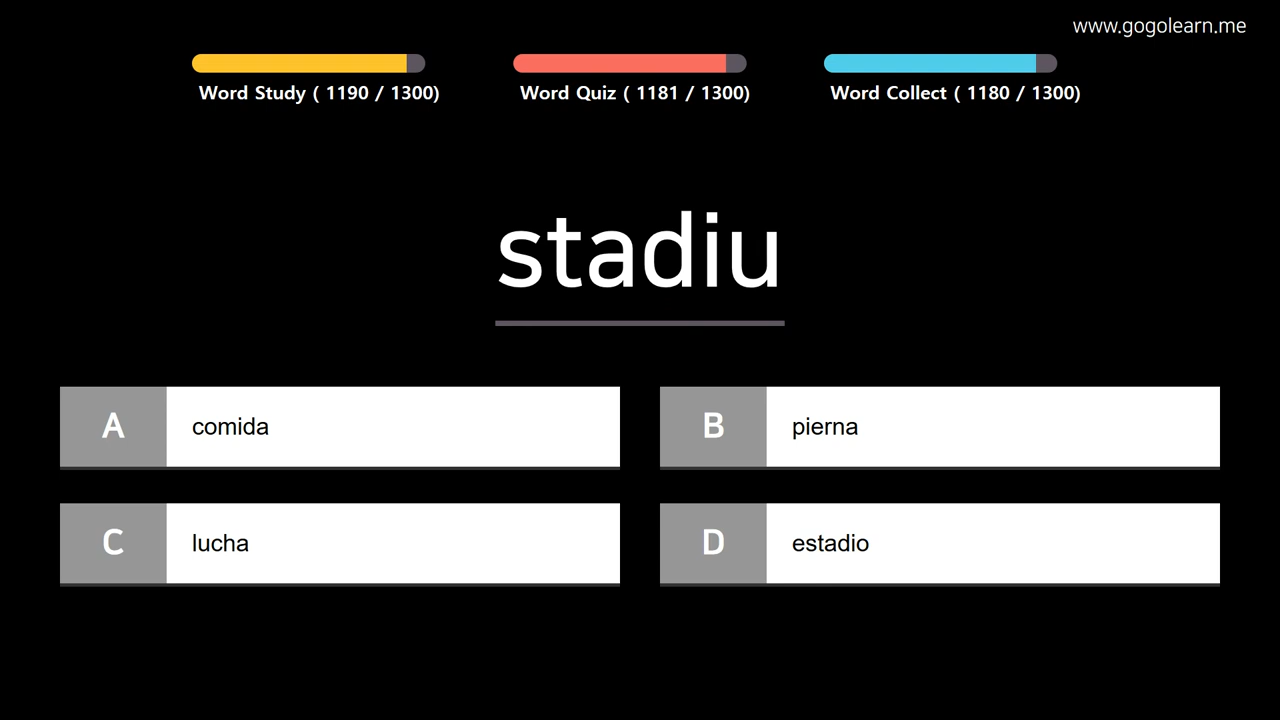 www.gogolearn.me
Word Study ( 1190 / 1300)
Word Quiz ( 1181 / 1300)
Word Collect ( 1180 / 1300)
stadiu
A comida
B pierna
C lucha
D estadio